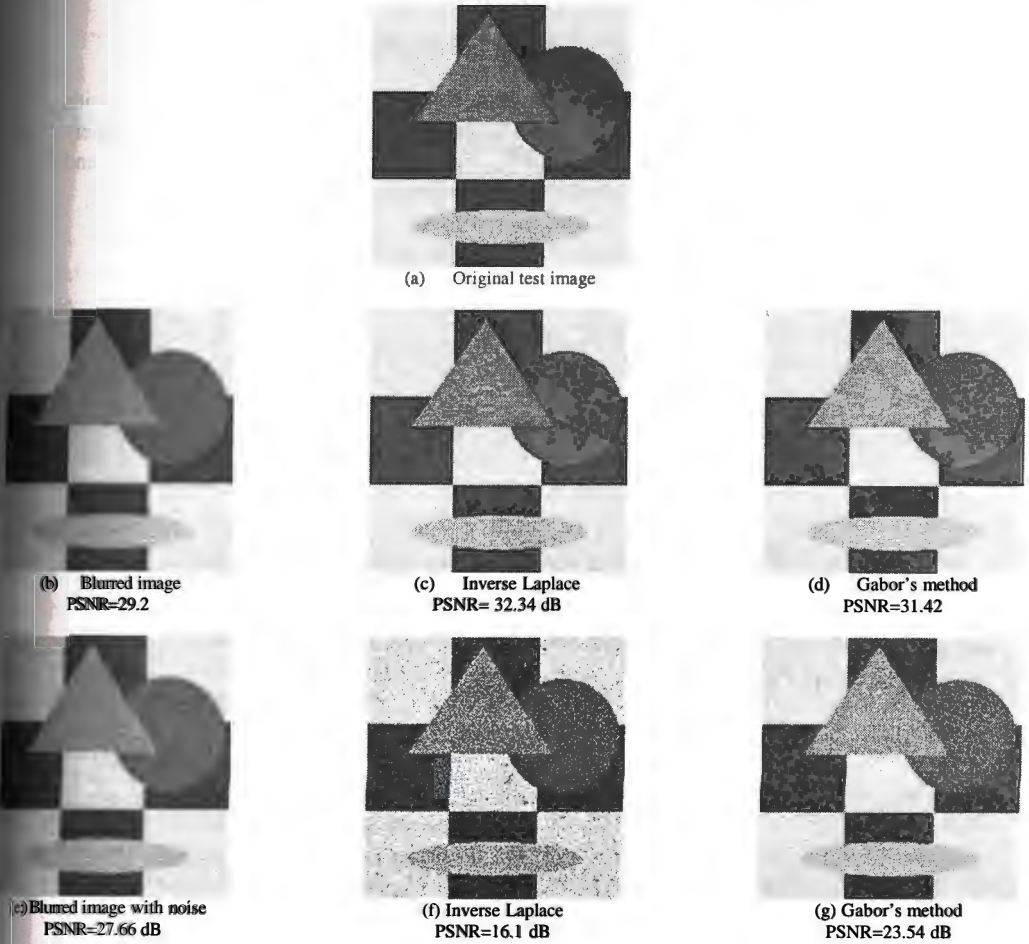 (a) Original test image
(b) Blurred image
PSNR=29.2
(c) Inverse Laplace
PSNR= 32.34 dB
(d) Gabor's method
PSNR=31.42
(e) Blurred image with noise
PSNR=27.66 dB
(f) Inverse Laplace
PSNR=16.1 dB
(g) Gabor's method
PSNR=23.54 dB